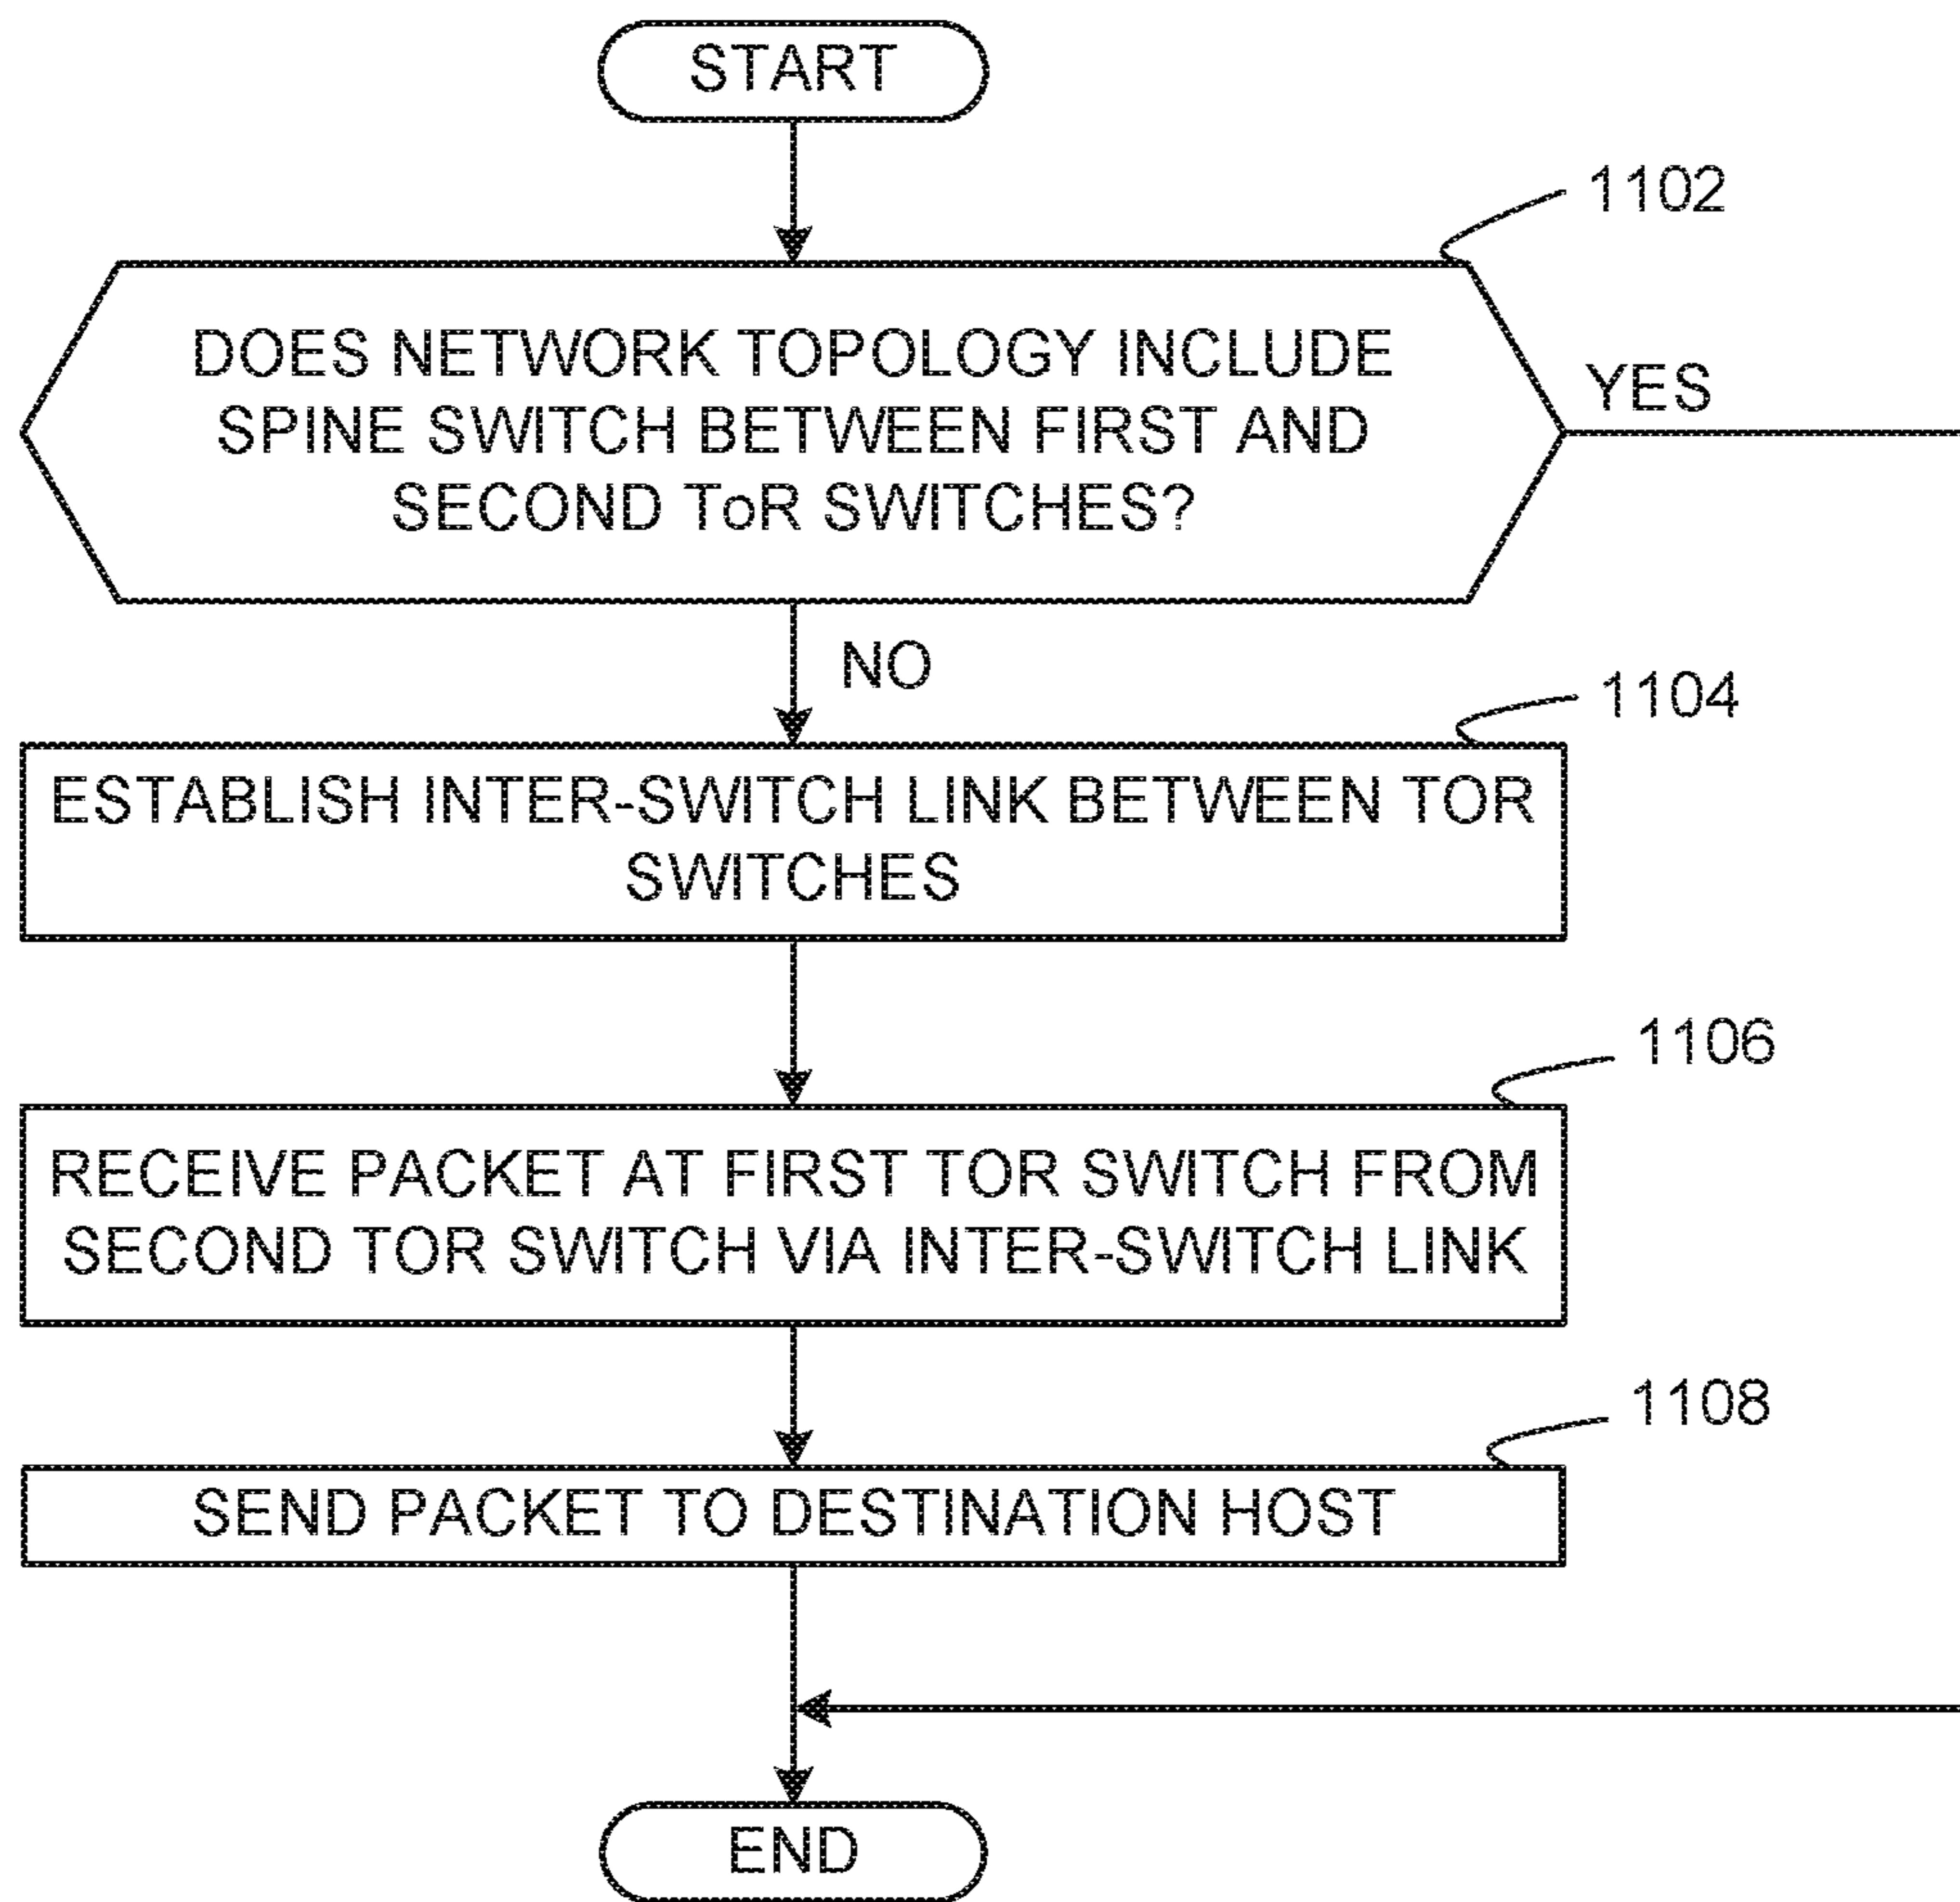 START
1102
DOES NETWORK TOPOLOGY INCLUDE
SPINE SWITCH BETWEEN FIRST AND
SECOND ToR SWITCHES?
YES
NO
1104
ESTABLISH INTER-SWITCH LINK BETWEEN TOR
SWITCHES
1106
RECEIVE PACKET AT FIRST TOR SWITCH FROM
SECOND TOR SWITCH VIA INTER-SWITCH LINK
1108
SEND PACKET TO DESTINATION HOST
END